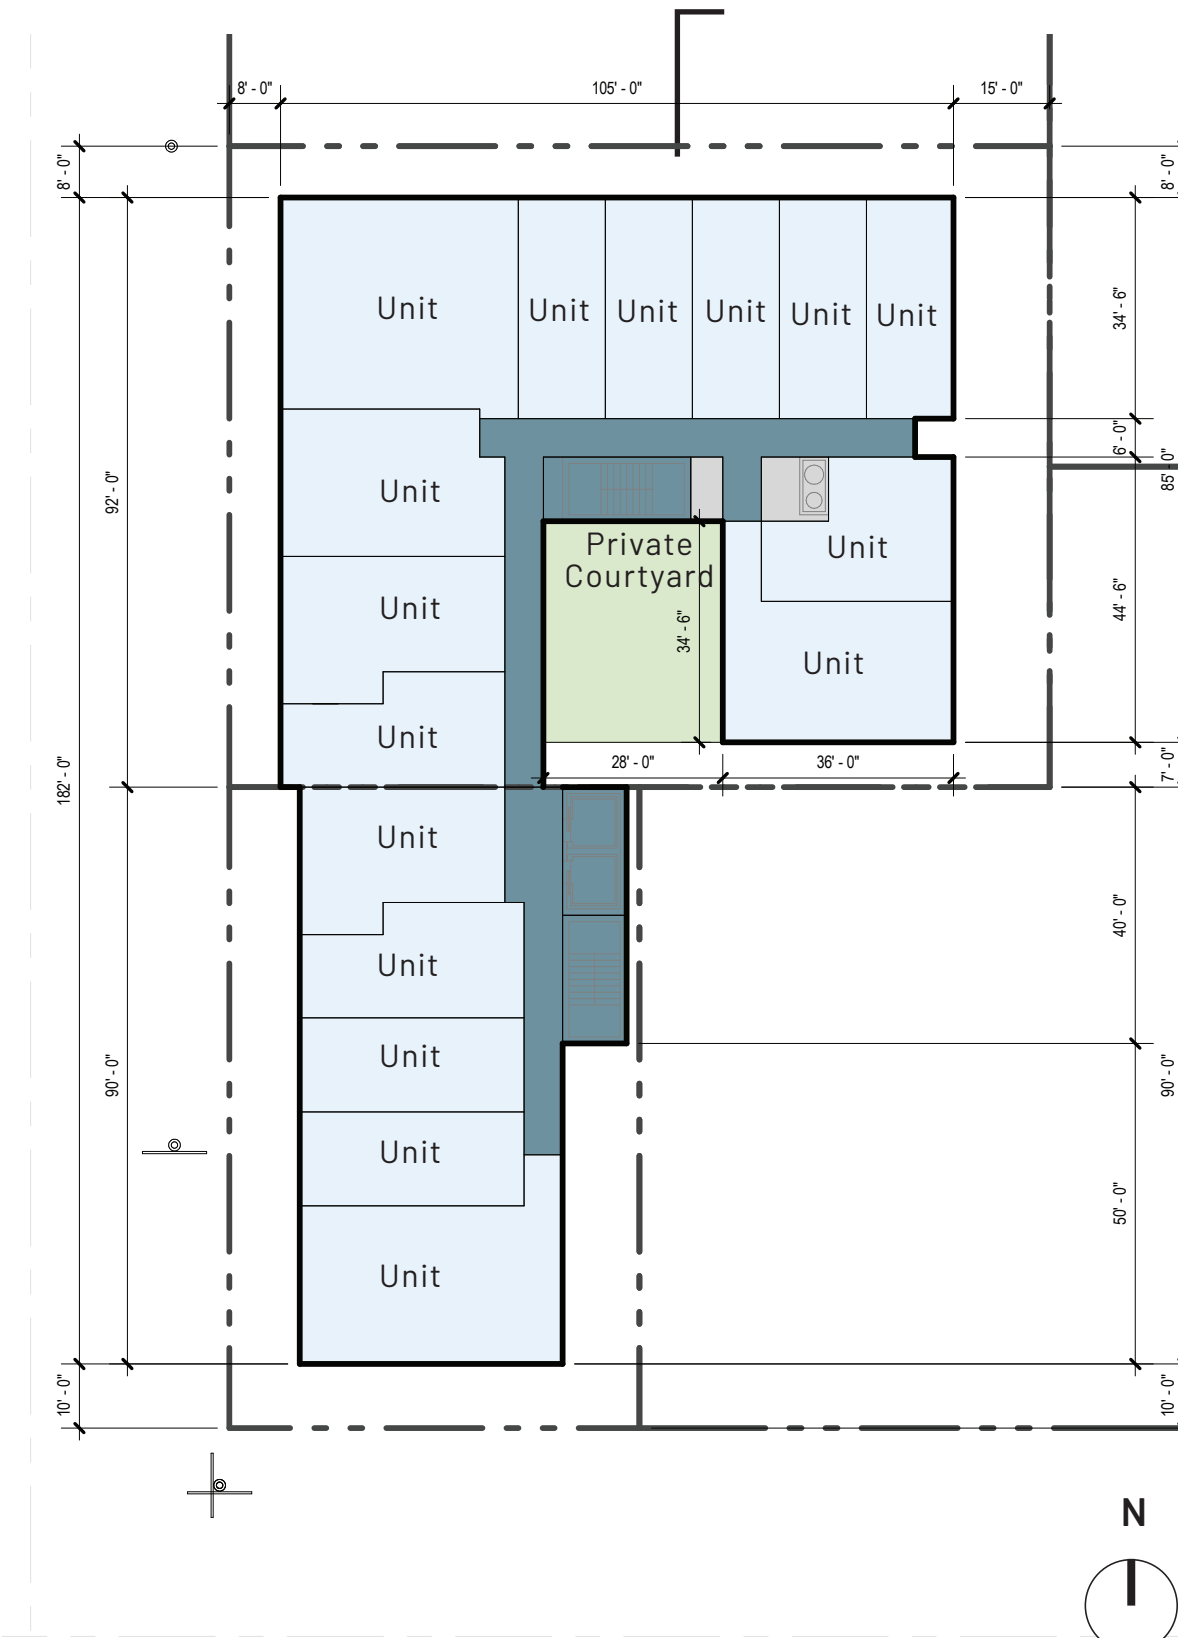 8' - 0"
105' - 0"
15' - 0"
8' - 0"
8' - 0"
Unit
Unit
Unit
Unit
Unit
Unit
34' - 6"
6' - 0"
85' - 0"
92' - 0"
Unit
Private
Courtyard
Unit
44' - 6"
Unit
34' - 6"
Unit
Unit
182' - 0"
28' - 0"
36' - 0"
7' - 0"
Unit
40' - 0"
Unit
Unit
90' - 0"
90' - 0"
Unit
50' - 0"
Unit
10' - 0"
10' - 0"
N